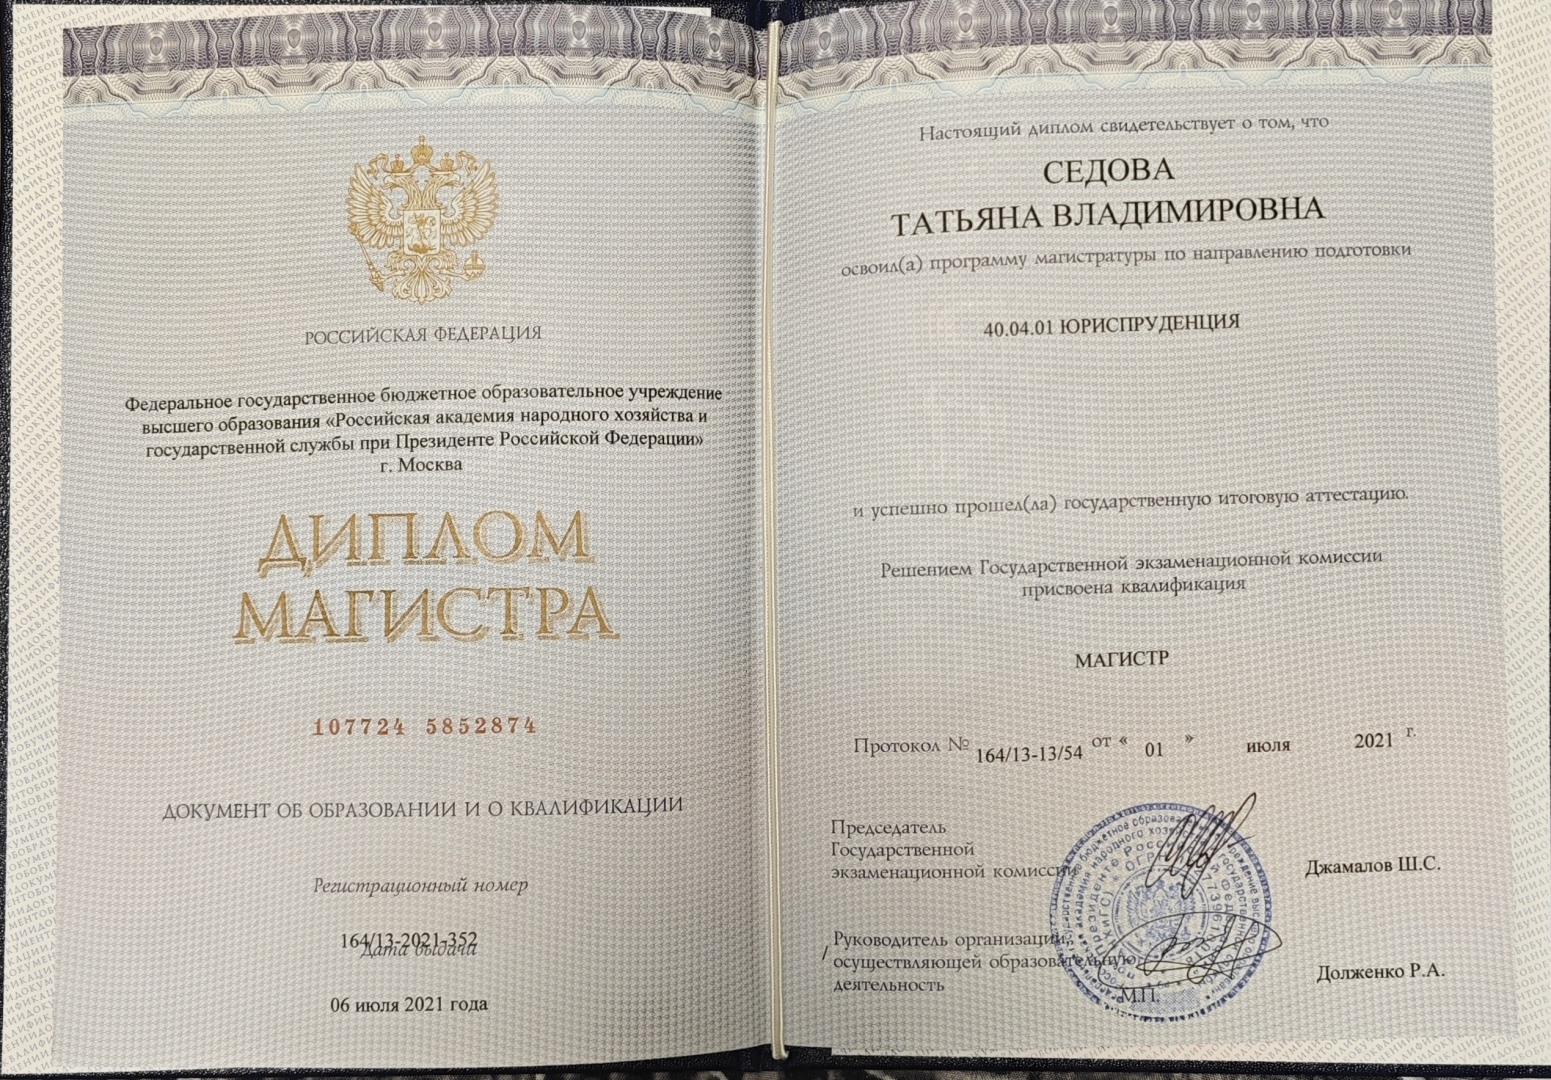 РОССИЙСКАЯ ФЕДЕРАЦИЯ
Федеральное государственное бюджетное образовательное учреждение
высшего образования «Российская академия народного хозяйства и
государственной службы при Президенте Российской Федерации»
г. Москва
ДИПЛОМ
МАГИСТРА
107724 5852874
ДОКУМЕНТ ОБ ОБРАЗОВАНИИ И О КВАЛИФИКАЦИИ
Регистрационный номер
164/13-2021-352
Дата выдачи
06 июля 2021 года
Настоящий диплом свидетельствует о том, что
СЕДОВА
ТАТЬЯНА ВЛАДИМИРОВНА
освоил(а) программу магистратуры по направлению подготовки
40.04.01 ЮРИСПРУДЕНЦИЯ
и успешно прошел(ла) государственную итоговую аттестацию.
Решением Государственной экзаменационной комиссии
присвоена квалификация
МАГИСТР
Протокол № 164/13-13/54 от « 01 » июля 2021 г.
Председатель
Государственной
экзаменационной комиссии
Джамалов Ш.С.
Руководитель организации,
осуществляющей образовательную
деятельность
Долженко Р.А.
М.П.